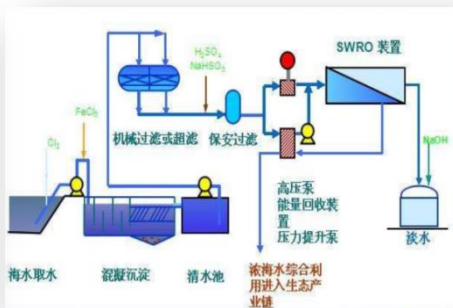 SWRO 装置
H₂SO₄
NaHSO₃
FeCl₃
Cl₂
机械过滤或超滤
保安过滤
NaOH
高压泵
能量回收装
置
压力提升泵
淡水
海水取水
混凝沉淀
清水池
浓海水综合利
用进入生态产
业链